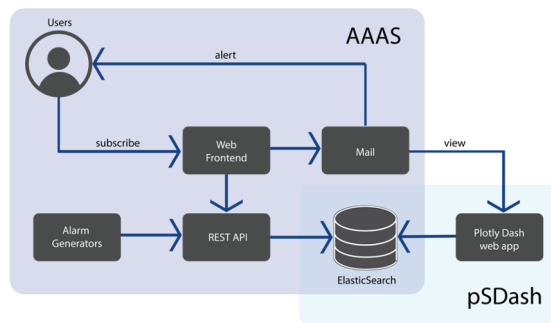 Users
AAAS
alert
subscribe
Web
Frontend
Mail
view
Alarm
Generators
REST API
Plotly Dash
web app
ElasticSearch
pSDash